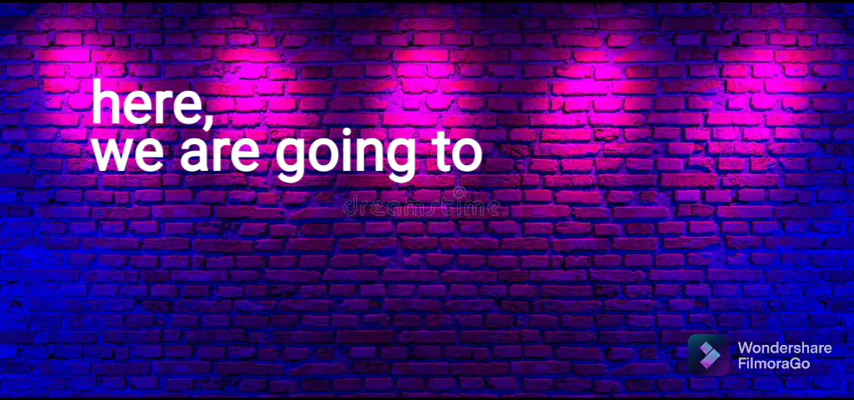 here,
we are going to
dreamstime
Wondershare
FilmoraGo